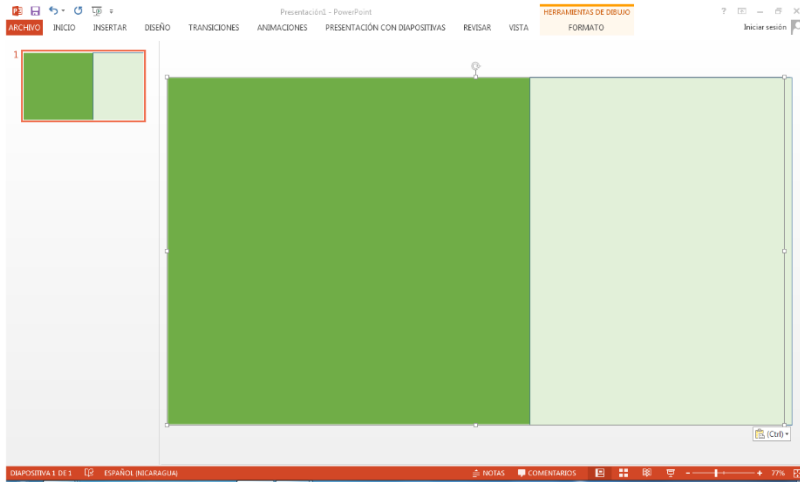 Presentación1 - PowerPoint
HERRAMIENTAS DE DIBUJO
?
ARCHIVO INICIO INSERTAR DISEÑO TRANSICIONES ANIMACIONES PRESENTACIÓN CON DIAPOSITIVAS REVISAR VISTA FORMATO Iniciar sesión
1
(Ctrl)
DIAPOSITIVA 1 DE 1 ESPAÑOL (NICARAGUA) NOTAS COMENTARIOS 77%